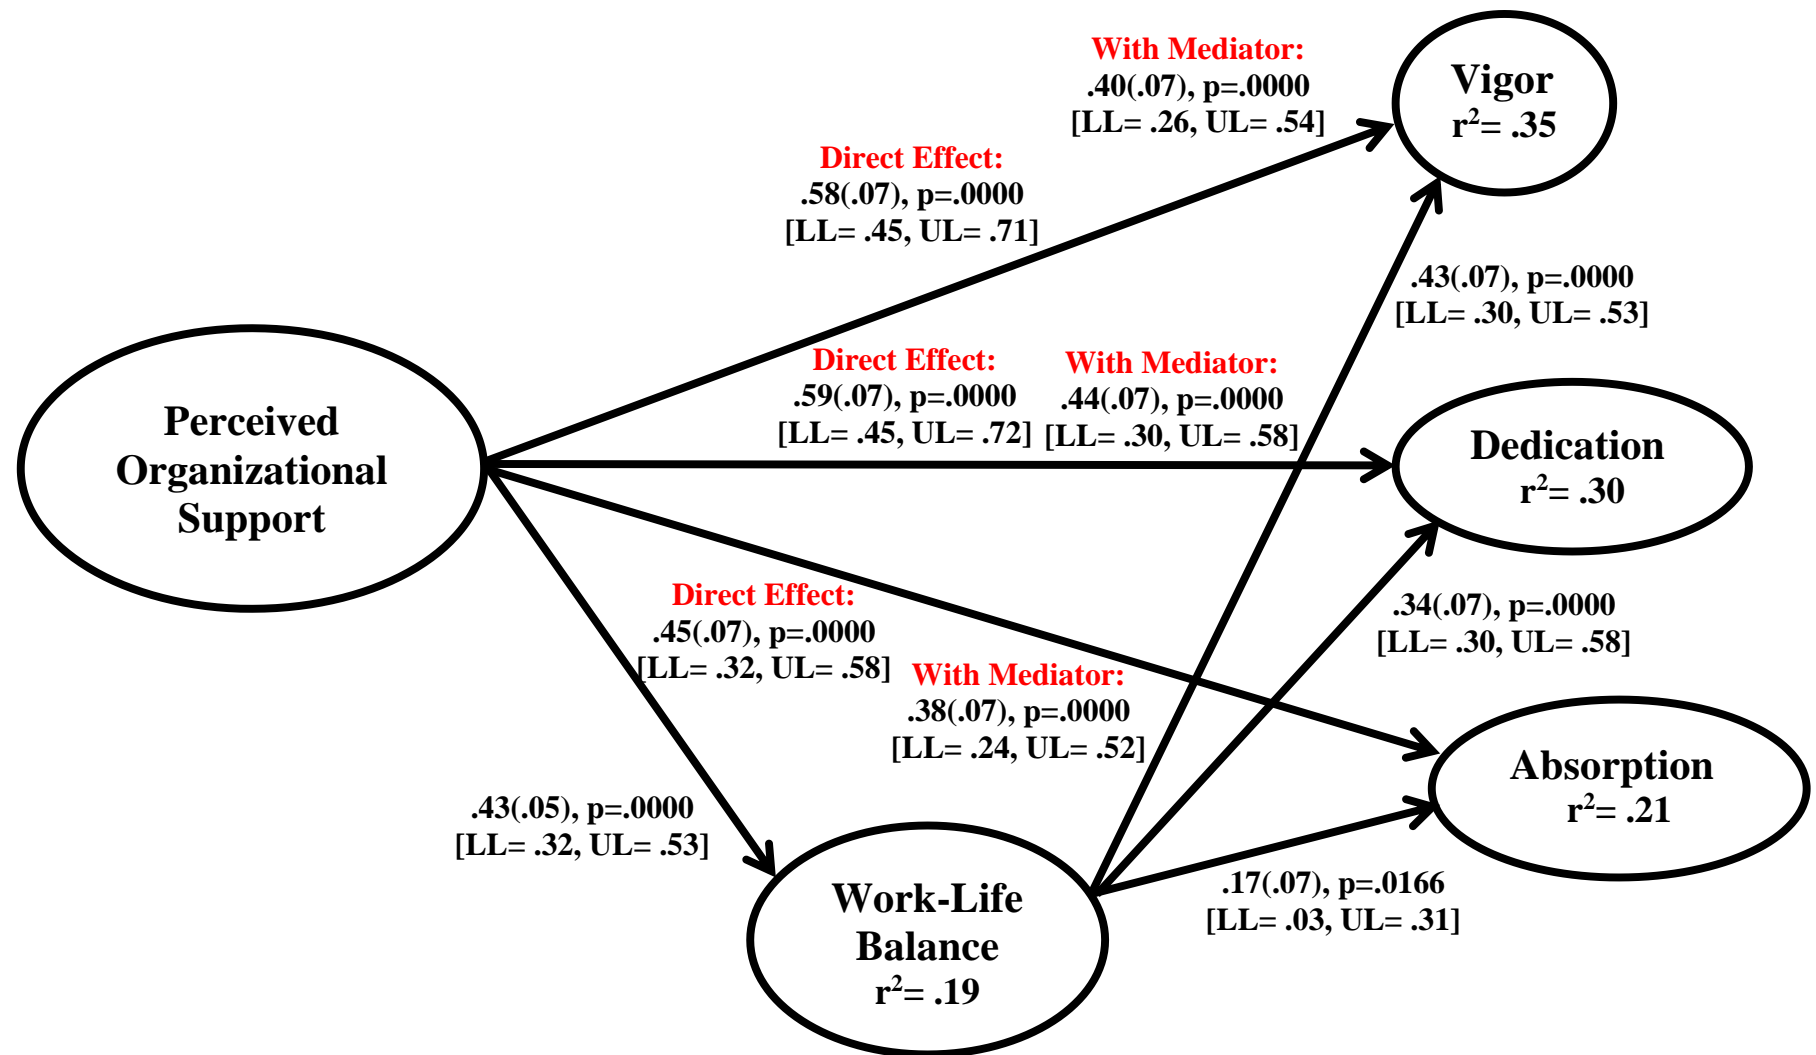 With Mediator:
.40(.07), p=.0000
[LL= .26, UL= .54]
Vigor
r²= .35
Direct Effect:
.58(.07), p=.0000
[LL= .45, UL= .71]
.43(.07), p=.0000
[LL= .30, UL= .53]
Direct Effect:
.59(.07), p=.0000
[LL= .45, UL= .72]
With Mediator:
.44(.07), p=.0000
[LL= .30, UL= .58]
Perceived
Organizational
Support
Dedication
r²= .30
Direct Effect:
.45(.07), p=.0000
[LL= .32, UL= .58]
.34(.07), p=.0000
[LL= .30, UL= .58]
With Mediator:
.38(.07), p=.0000
[LL= .24, UL= .52]
Absorption
r²= .21
.43(.05), p=.0000
[LL= .32, UL= .53]
Work-Life
Balance
r²= .19
.17(.07), p=.0166
[LL= .03, UL= .31]